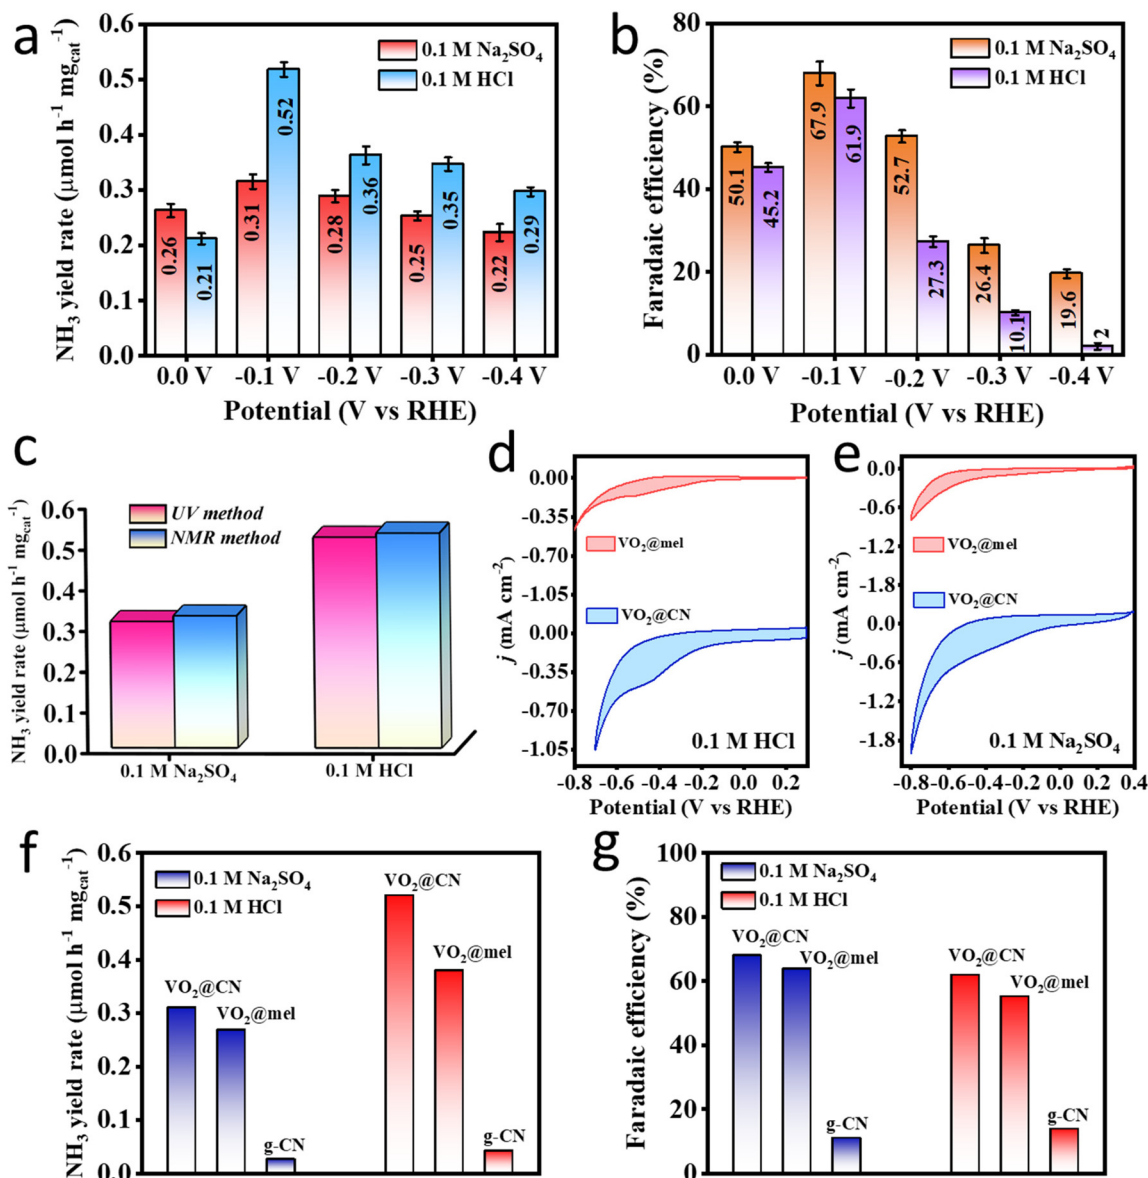 a
NH₃ yield rate (μmol h⁻¹ mg_cat⁻¹)
0.6
0.5
0.4
0.3
0.2
0.1
0.0
0.1 M Na₂SO₄
0.1 M HCl
0.26
0.21
0.31
0.52
0.28
0.36
0.25
0.35
0.22
0.29
0.0 V
-0.1 V
-0.2 V
-0.3 V
-0.4 V
Potential (V vs RHE)
b
Faradaic efficiency (%)
80
60
40
20
0
0.1 M Na₂SO₄
0.1 M HCl
50.1
45.2
67.9
61.9
52.7
27.3
26.4
10.1
19.6
2
0.0 V
-0.1 V
-0.2 V
-0.3 V
-0.4 V
Potential (V vs RHE)
c
NH₃ yield rate (μmol h⁻¹ mg_cat⁻¹)
0.6
0.5
0.4
0.3
0.2
0.1
0.0
UV method
NMR method
0.1 M Na₂SO₄
0.1 M HCl
d
j (mA cm⁻²)
0.00
-0.35
-0.70
-1.05
0.00
-0.35
-0.70
-1.05
VO₂@mel
VO₂@CN
0.1 M HCl
-0.8 -0.6 -0.4 -0.2 0.0 0.2
Potential (V vs RHE)
e
j (mA cm⁻²)
0.0
-0.6
-1.2
-1.8
0.0
-0.6
-1.2
-1.8
VO₂@mel
VO₂@CN
0.1 M Na₂SO₄
-0.8 -0.6 -0.4 -0.2 0.0 0.2 0.4
Potential (V vs RHE)
f
NH₃ yield rate (μmol h⁻¹ mg_cat⁻¹)
0.6
0.5
0.4
0.3
0.2
0.1
0.0
0.1 M Na₂SO₄
0.1 M HCl
VO₂@CN
VO₂@mel
g-CN
VO₂@CN
VO₂@mel
g-CN
g
Faradaic efficiency (%)
100
80
60
40
20
0
0.1 M Na₂SO₄
0.1 M HCl
VO₂@CN
VO₂@mel
g-CN
VO₂@CN
VO₂@mel
g-CN